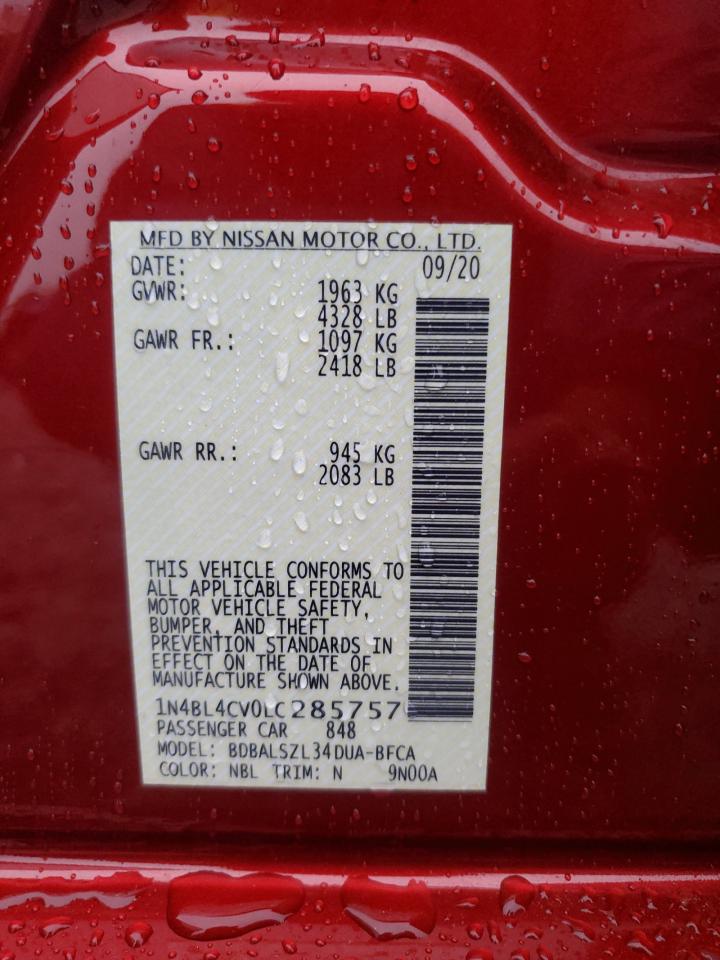 MFD BY NISSAN MOTOR CO., LTD.
DATE: 09/20
GVWR: 1963 KG
4328 LB
GAWR FR.: 1097 KG
2418 LB
GAWR RR.: 945 KG
2083 LB
THIS VEHICLE CONFORMS TO
ALL APPLICABLE FEDERAL
MOTOR VEHICLE SAFETY,
BUMPER, AND THEFT
PREVENTION STANDARDS IN
EFFECT ON THE DATE OF
MANUFACTURE SHOWN ABOVE.
1N4BL4CV0LC285757
PASSENGER CAR 848
MODEL: BDBALSZL34DUA-BFCA
COLOR: NBL TRIM: N 9N00A